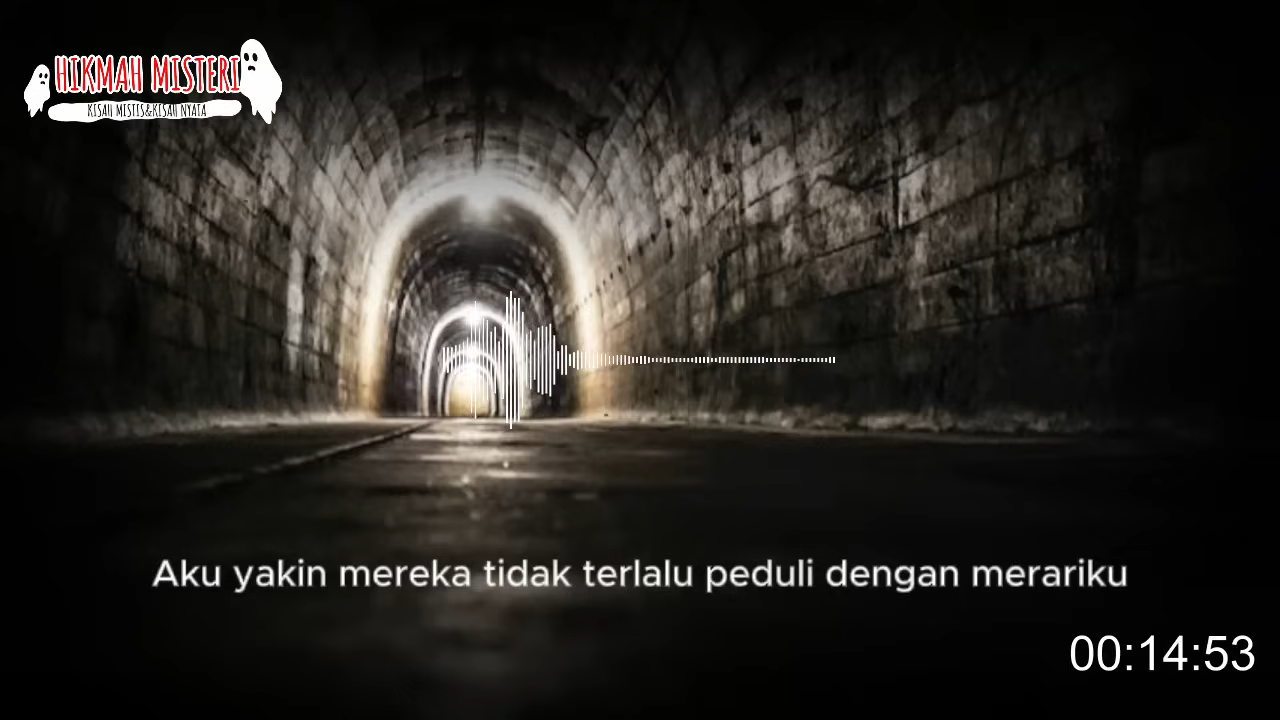 HIKMAH MISTERI
KISAH MISTIS&KISAH NYATA
Aku yakin mereka tidak terlalu peduli dengan merariku
00:14:53